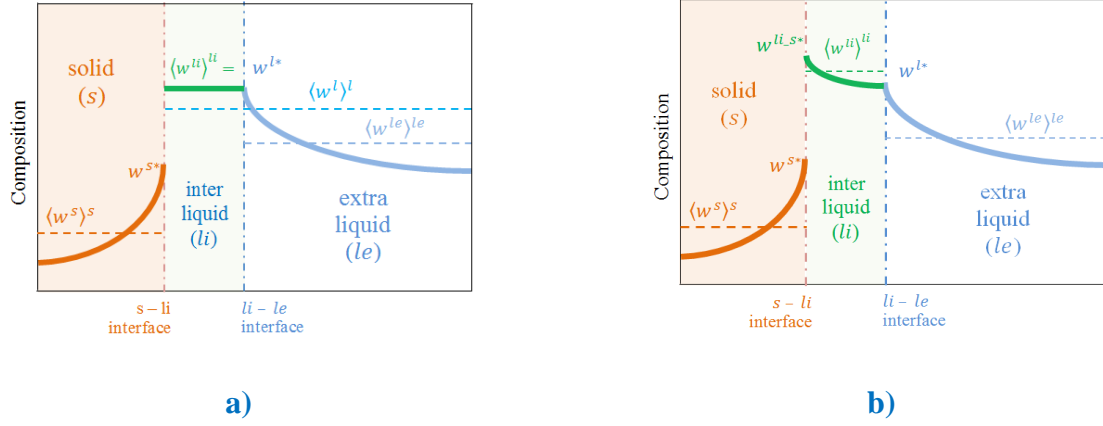 Composition
solid
(s)
⟨w^{li}⟩^{li} =
w^{l*}
⟨w^l⟩^l
⟨w^{le}⟩^{le}
w^{s*}
⟨w^s⟩^s
inter
liquid
(li)
extra
liquid
(le)
s – li
interface
li – le
interface
a)
Composition
w^{li_s*}
⟨w^{li}⟩^{li}
w^{l*}
solid
(s)
⟨w^{le}⟩^{le}
w^{s*}
⟨w^s⟩^s
inter
liquid
(li)
extra
liquid
(le)
s – li
interface
li – le
interface
b)